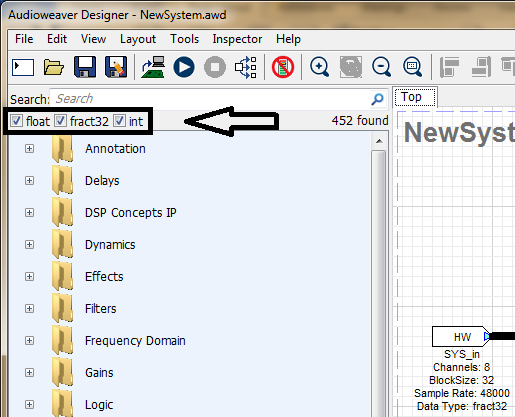 Audioweaver Designer - NewSystem.awd
File Edit View Layout Tools Inspector Help
Search: Search
float fract32 int 452 found
Top
NewSyst
Annotation
Delays
DSP Concepts IP
Dynamics
Effects
Filters
Frequency Domain
Gains
Logic
HW
SYS_in
Channels: 8
BlockSize: 32
Sample Rate: 48000
Data Type: fract32